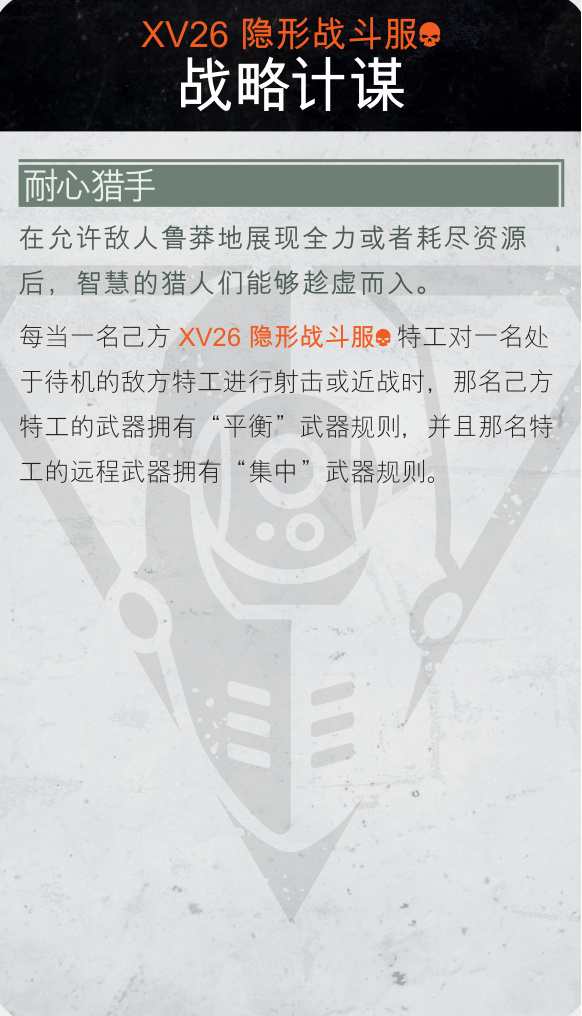 XV26 隐形战斗服
战略计谋
耐心猎手
在允许敌人鲁莽地展现全力或者耗尽资源
后，智慧的猎人们能够趁虚而入。
每当一名己方 XV26 隐形战斗服 特工对一名处
于待机的敌方特工进行射击或近战时，那名己方
特工的武器拥有“平衡”武器规则，并且那名特
工的远程武器拥有“集中”武器规则。